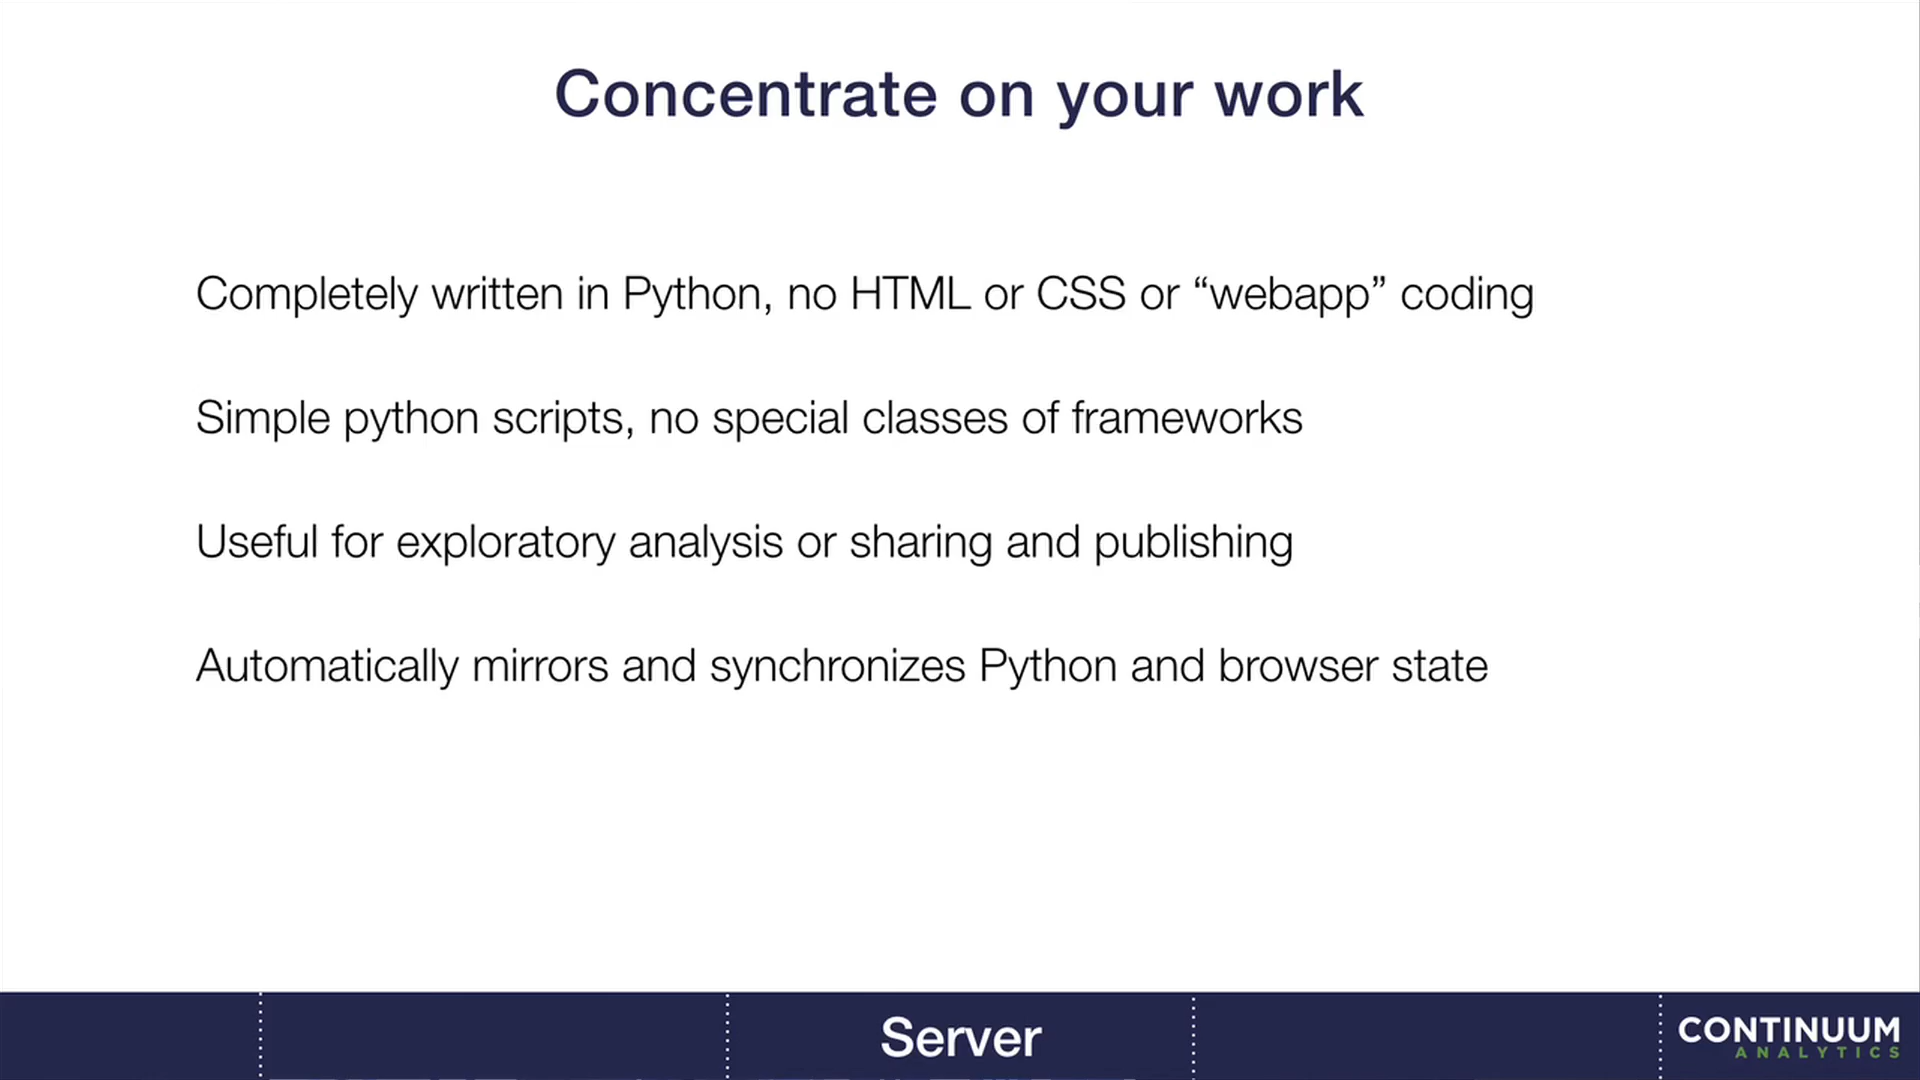 Concentrate on your work
Completely written in Python, no HTML or CSS or “webapp” coding
Simple python scripts, no special classes of frameworks
Useful for exploratory analysis or sharing and publishing
Automatically mirrors and synchronizes Python and browser state
Server
CONTINUUM
ANALYTICS